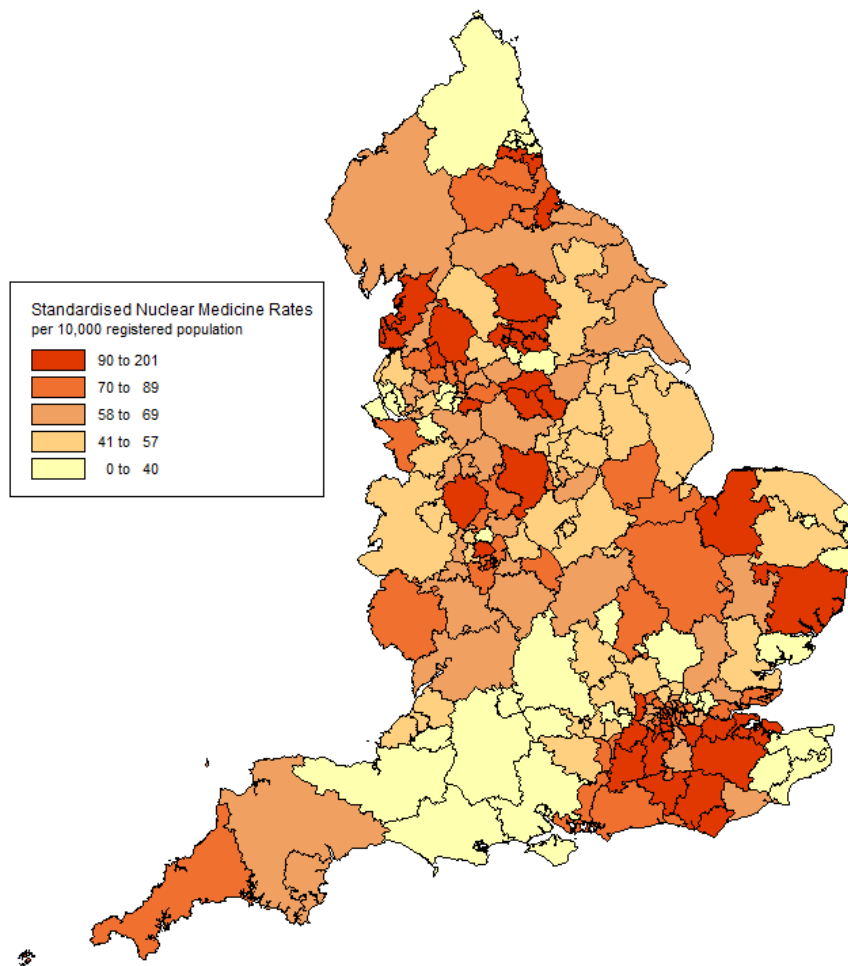 Standardised Nuclear Medicine Rates
per 10,000 registered population
90 to 201
70 to 89
58 to 69
41 to 57
0 to 40